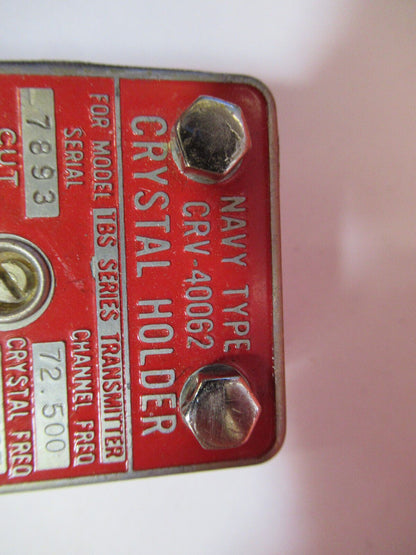 NAVY TYPE
CRV-40062
CRYSTAL HOLDER
FOR MODEL TBS SERIES TRANSMITTER
SERIAL
7893
CHANNEL FREQ
72.500
CUT
CRYSTAL FREQ